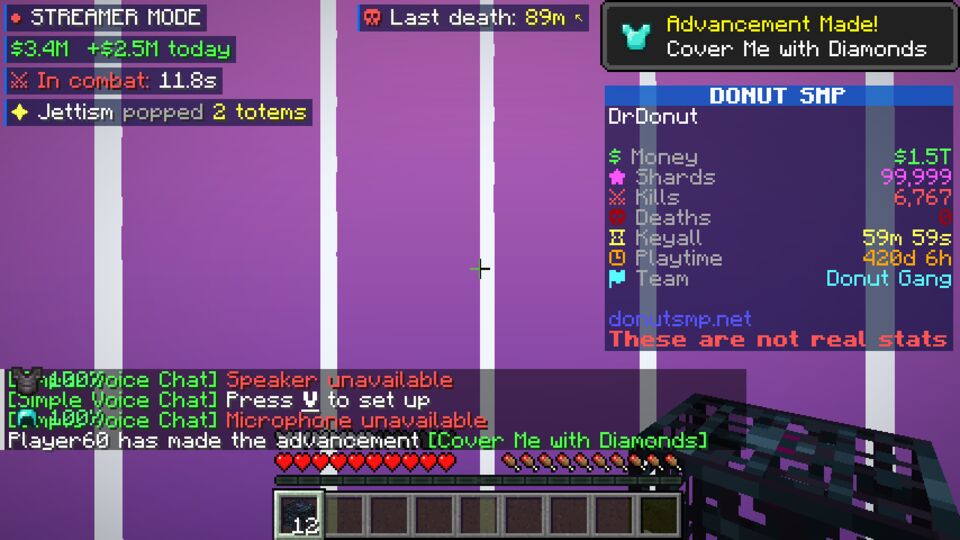 STREAMER MODE
$3.4M +$2.5M today
In combat: 11.8s
Jettism popped 2 totems
Last death: 89m
Advancement Made!
Cover Me with Diamonds
DONUT SMP
DrDonut
$ Money $1.5T
Shards 99,999
Kills 6,767
Deaths 0
Keyall 59m 59s
Playtime 420d 6h
Team Donut Gang
donutsmp.net
These are not real stats
[Simple Voice Chat] Speaker unavailable
100%
[Simple Voice Chat] Press V to set up
[Simple Voice Chat] Microphone unavailable
100%
Player60 has made the advancement [Cover Me with Diamonds]
12